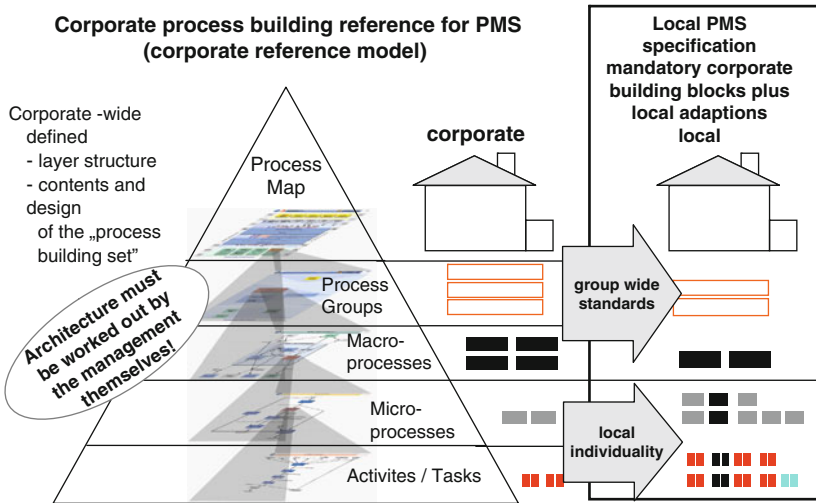 Corporate process building reference for PMS
(corporate reference model)
Corporate -wide
defined
- layer structure
- contents and
design
of the „process
building set”
Architecture must
be worked out by
the management
themselves!
Process
Map
Process
Groups
Macro-
processes
Micro-
processes
Activites / Tasks
corporate
group wide
standards
local
individuality
Local PMS
specification
mandatory corporate
building blocks plus
local adaptions
local